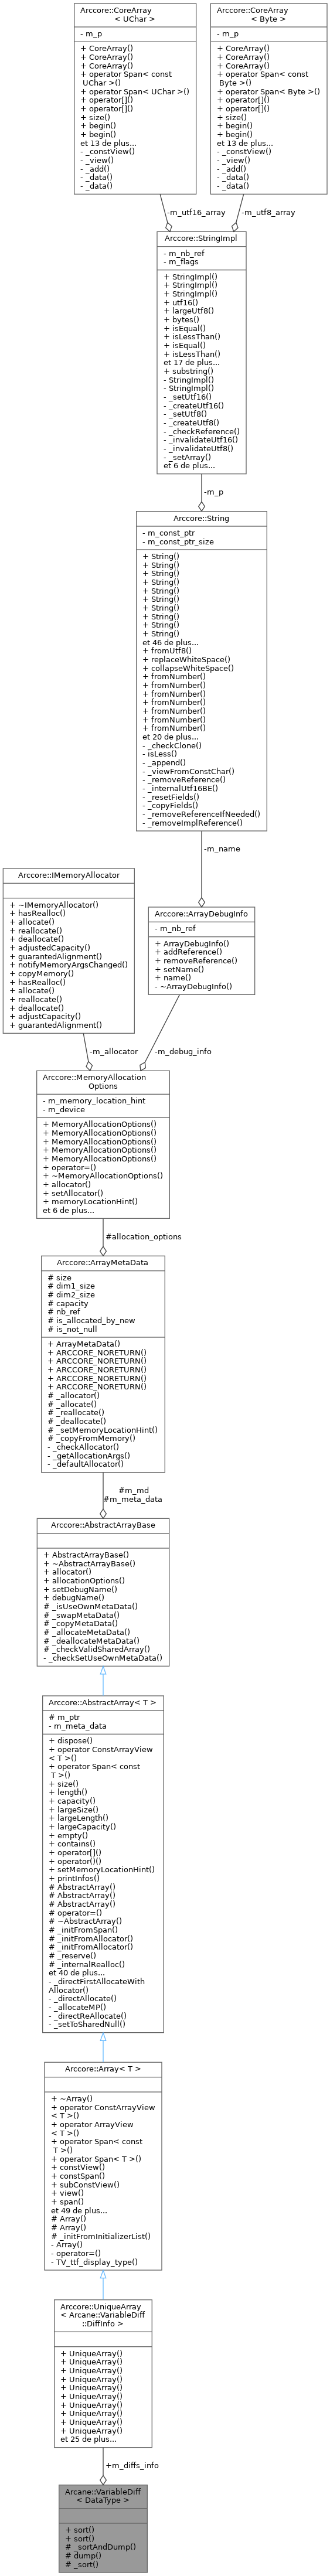 Arccore::CoreArray
< UChar >
- m_p
+ CoreArray()
+ CoreArray()
+ CoreArray()
+ operator Span< const
UChar >()
+ operator Span< UChar >()
+ operator[]()
+ operator[]()
+ size()
+ begin()
+ begin()
et 13 de plus...
- _constView()
- _view()
- _add()
- _data()
- _data()
Arccore::CoreArray
< Byte >
- m_p
+ CoreArray()
+ CoreArray()
+ CoreArray()
+ operator Span< const
Byte >()
+ operator Span< Byte >()
+ operator[]()
+ operator[]()
+ size()
+ begin()
+ begin()
et 13 de plus...
- _constView()
- _view()
- _add()
- _data()
- _data()
-m_utf16_array
-m_utf8_array
Arccore::StringImpl
- m_nb_ref
- m_flags
+ StringImpl()
+ StringImpl()
+ StringImpl()
+ utf16()
+ largeUtf8()
+ bytes()
+ isEqual()
+ isLessThan()
+ isEqual()
+ isLessThan()
et 17 de plus...
+ substring()
- StringImpl()
- StringImpl()
- _setUtf16()
- _createUtf16()
- _setUtf8()
- _createUtf8()
- _checkReference()
- _invalidateUtf16()
- _invalidateUtf8()
- _setArray()
et 6 de plus...
-m_p
Arccore::String
- m_const_ptr
- m_const_ptr_size
+ String()
+ String()
+ String()
+ String()
+ String()
+ String()
+ String()
+ String()
+ String()
+ String()
et 46 de plus...
+ fromUtf8()
+ replaceWhiteSpace()
+ collapseWhiteSpace()
+ fromNumber()
+ fromNumber()
+ fromNumber()
+ fromNumber()
+ fromNumber()
+ fromNumber()
+ fromNumber()
et 20 de plus...
- _checkClone()
- isLess()
- _append()
- _viewFromConstChar()
- _removeReference()
- _internalUtf16BE()
- _resetFields()
- _copyFields()
- _removeReferenceIfNeeded()
- _removeImplReference()
-m_name
Arccore::IMemoryAllocator
+ ~IMemoryAllocator()
+ hasRealloc()
+ allocate()
+ reallocate()
+ deallocate()
+ adjustedCapacity()
+ guarantedAlignment()
+ notifyMemoryArgsChanged()
+ copyMemory()
+ hasRealloc()
+ allocate()
+ reallocate()
+ deallocate()
+ adjustCapacity()
+ guarantedAlignment()
Arccore::ArrayDebugInfo
- m_nb_ref
+ ArrayDebugInfo()
+ addReference()
+ removeReference()
+ setName()
+ name()
- ~ArrayDebugInfo()
-m_allocator
-m_debug_info
Arccore::MemoryAllocation
Options
- m_memory_location_hint
- m_device
+ MemoryAllocationOptions()
+ MemoryAllocationOptions()
+ MemoryAllocationOptions()
+ MemoryAllocationOptions()
+ MemoryAllocationOptions()
+ operator=()
+ ~MemoryAllocationOptions()
+ allocator()
+ setAllocator()
+ memoryLocationHint()
et 6 de plus...
#allocation_options
Arccore::ArrayMetaData
# size
# dim1_size
# dim2_size
# capacity
# nb_ref
# is_allocated_by_new
# is_not_null
+ ArrayMetaData()
+ ARCCORE_NORETURN()
+ ARCCORE_NORETURN()
+ ARCCORE_NORETURN()
+ ARCCORE_NORETURN()
+ ARCCORE_NORETURN()
# _allocator()
# _allocate()
# _reallocate()
# _deallocate()
# _setMemoryLocationHint()
# _copyFromMemory()
- _checkAllocator()
- _getAllocationArgs()
- _defaultAllocator()
#m_md
#m_meta_data
Arccore::AbstractArrayBase
+ AbstractArrayBase()
+ ~AbstractArrayBase()
+ allocator()
+ allocationOptions()
+ setDebugName()
+ debugName()
# _isUseOwnMetaData()
# _swapMetaData()
# _copyMetaData()
# _allocateMetaData()
# _deallocateMetaData()
# _checkValidSharedArray()
- _checkSetUseOwnMetaData()
Arccore::AbstractArray< T >
# m_ptr
- m_meta_data
+ dispose()
+ operator ConstArrayView
< T >()
+ operator Span< const
T >()
+ size()
+ length()
+ capacity()
+ largeSize()
+ largeLength()
+ largeCapacity()
+ empty()
+ contains()
+ operator[]()
+ operator()()
+ setMemoryLocationHint()
+ printInfos()
# AbstractArray()
# AbstractArray()
# AbstractArray()
# operator=()
# ~AbstractArray()
# _initFromSpan()
# _initFromAllocator()
# _initFromAllocator()
# _reserve()
# _internalRealloc()
et 40 de plus...
- _directFirstAllocateWith
Allocator()
- _directAllocate()
- _allocateMP()
- _directReAllocate()
- _setToSharedNull()
Arccore::Array< T >
+ ~Array()
+ operator ConstArrayView
< T >()
+ operator ArrayView
< T >()
+ operator Span< const
T >()
+ operator Span< T >()
+ constView()
+ constSpan()
+ subConstView()
+ view()
+ span()
et 49 de plus...
# Array()
# Array()
# _initFromInitializerList()
- Array()
- operator=()
- TV_ttf_display_type()
Arccore::UniqueArray
< Arcane::VariableDiff
::DiffInfo >
+ UniqueArray()
+ UniqueArray()
+ UniqueArray()
+ UniqueArray()
+ UniqueArray()
+ UniqueArray()
+ UniqueArray()
+ UniqueArray()
+ UniqueArray()
+ UniqueArray()
et 25 de plus...
+m_diffs_info
Arcane::VariableDiff
< DataType >
+ sort()
+ sort()
# _sortAndDump()
# dump()
# _sort()